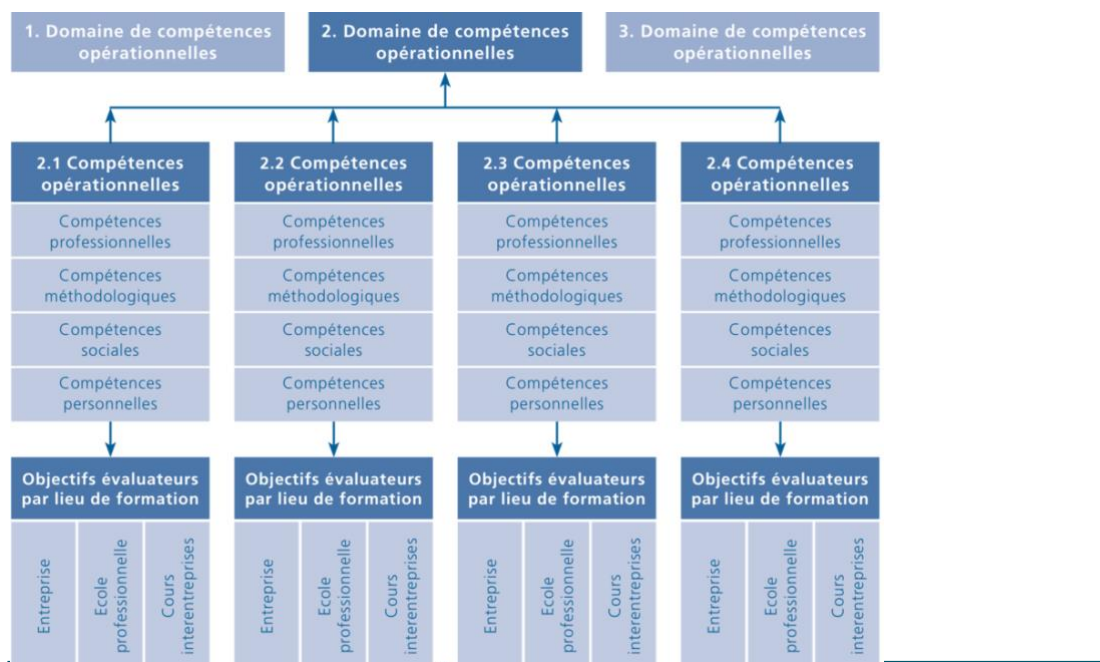 1. Domaine de compétences
opérationnelles
2. Domaine de compétences
opérationnelles
3. Domaine de compétences
opérationnelles
2.1 Compétences
opérationnelles
2.2 Compétences
opérationnelles
2.3 Compétences
opérationnelles
2.4 Compétences
opérationnelles
Compétences
professionnelles
Compétences
professionnelles
Compétences
professionnelles
Compétences
professionnelles
Compétences
méthodologiques
Compétences
méthodologiques
Compétences
méthodologiques
Compétences
méthodologiques
Compétences
sociales
Compétences
sociales
Compétences
sociales
Compétences
sociales
Compétences
personnelles
Compétences
personnelles
Compétences
personnelles
Compétences
personnelles
Objectifs évaluateurs
par lieu de formation
Objectifs évaluateurs
par lieu de formation
Objectifs évaluateurs
par lieu de formation
Objectifs évaluateurs
par lieu de formation
Entreprise
Ecole
professionnelle
Cours
interentreprises
Entreprise
Ecole
professionnelle
Cours
interentreprises
Entreprise
Ecole
professionnelle
Cours
interentreprises
Entreprise
Ecole
professionnelle
Cours
interentreprises